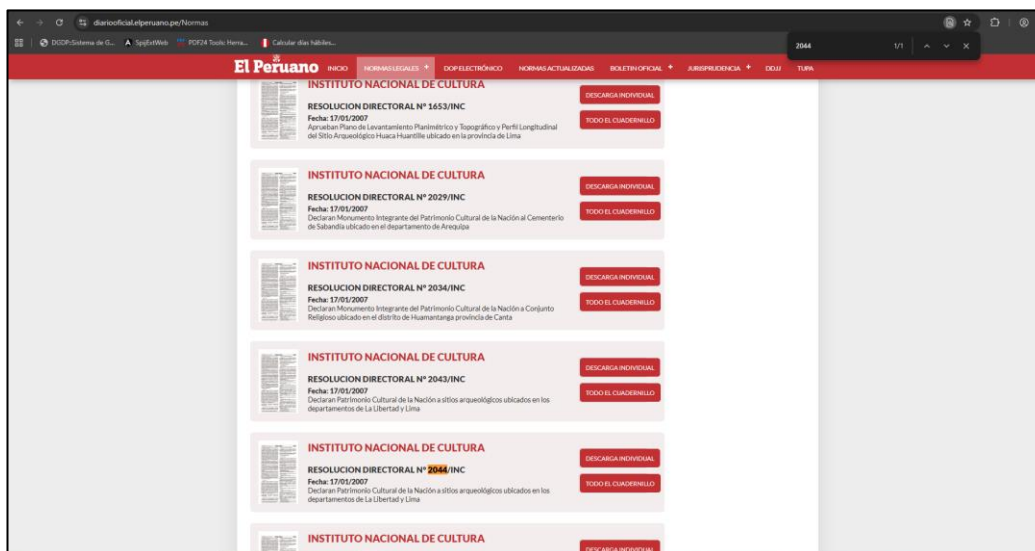 diariooficial.elperuano.pe/Normas
DGDP::Sistema de G... SpijExtWeb PDF24 Tools: Herra... Calcular días hábiles...
2044 1/1
El Peruano INICIO NORMAS LEGALES + DOP ELECTRÓNICO NORMAS ACTUALIZADAS BOLETIN OFICIAL + JURISPRUDENCIA + DDJJ TUPA
INSTITUTO NACIONAL DE CULTURA
RESOLUCION DIRECTORAL Nº 1653/INC
Fecha: 17/01/2007
Aprueban Plano de Levantamiento Planimétrico y Topográfico y Perfil Longitudinal
del Sitio Arqueológico Huaca Huantille ubicado en la provincia de Lima
DESCARGA INDIVIDUAL
TODO EL CUADERNILLO
INSTITUTO NACIONAL DE CULTURA
RESOLUCION DIRECTORAL Nº 2029/INC
Fecha: 17/01/2007
Declaran Monumento Integrante del Patrimonio Cultural de la Nación al Cementerio
de Sabandía ubicado en el departamento de Arequipa
DESCARGA INDIVIDUAL
TODO EL CUADERNILLO
INSTITUTO NACIONAL DE CULTURA
RESOLUCION DIRECTORAL Nº 2034/INC
Fecha: 17/01/2007
Declaran Monumento Integrante del Patrimonio Cultural de la Nación a Conjunto
Religioso ubicado en el distrito de Huamantanga provincia de Canta
DESCARGA INDIVIDUAL
TODO EL CUADERNILLO
INSTITUTO NACIONAL DE CULTURA
RESOLUCION DIRECTORAL Nº 2043/INC
Fecha: 17/01/2007
Declaran Patrimonio Cultural de la Nación a sitios arqueológicos ubicados en los
departamentos de La Libertad y Lima
DESCARGA INDIVIDUAL
TODO EL CUADERNILLO
INSTITUTO NACIONAL DE CULTURA
RESOLUCION DIRECTORAL Nº 2044/INC
Fecha: 17/01/2007
Declaran Patrimonio Cultural de la Nación a sitios arqueológicos ubicados en los
departamentos de La Libertad y Lima
DESCARGA INDIVIDUAL
TODO EL CUADERNILLO
INSTITUTO NACIONAL DE CULTURA
DESCARGA INDIVIDUAL